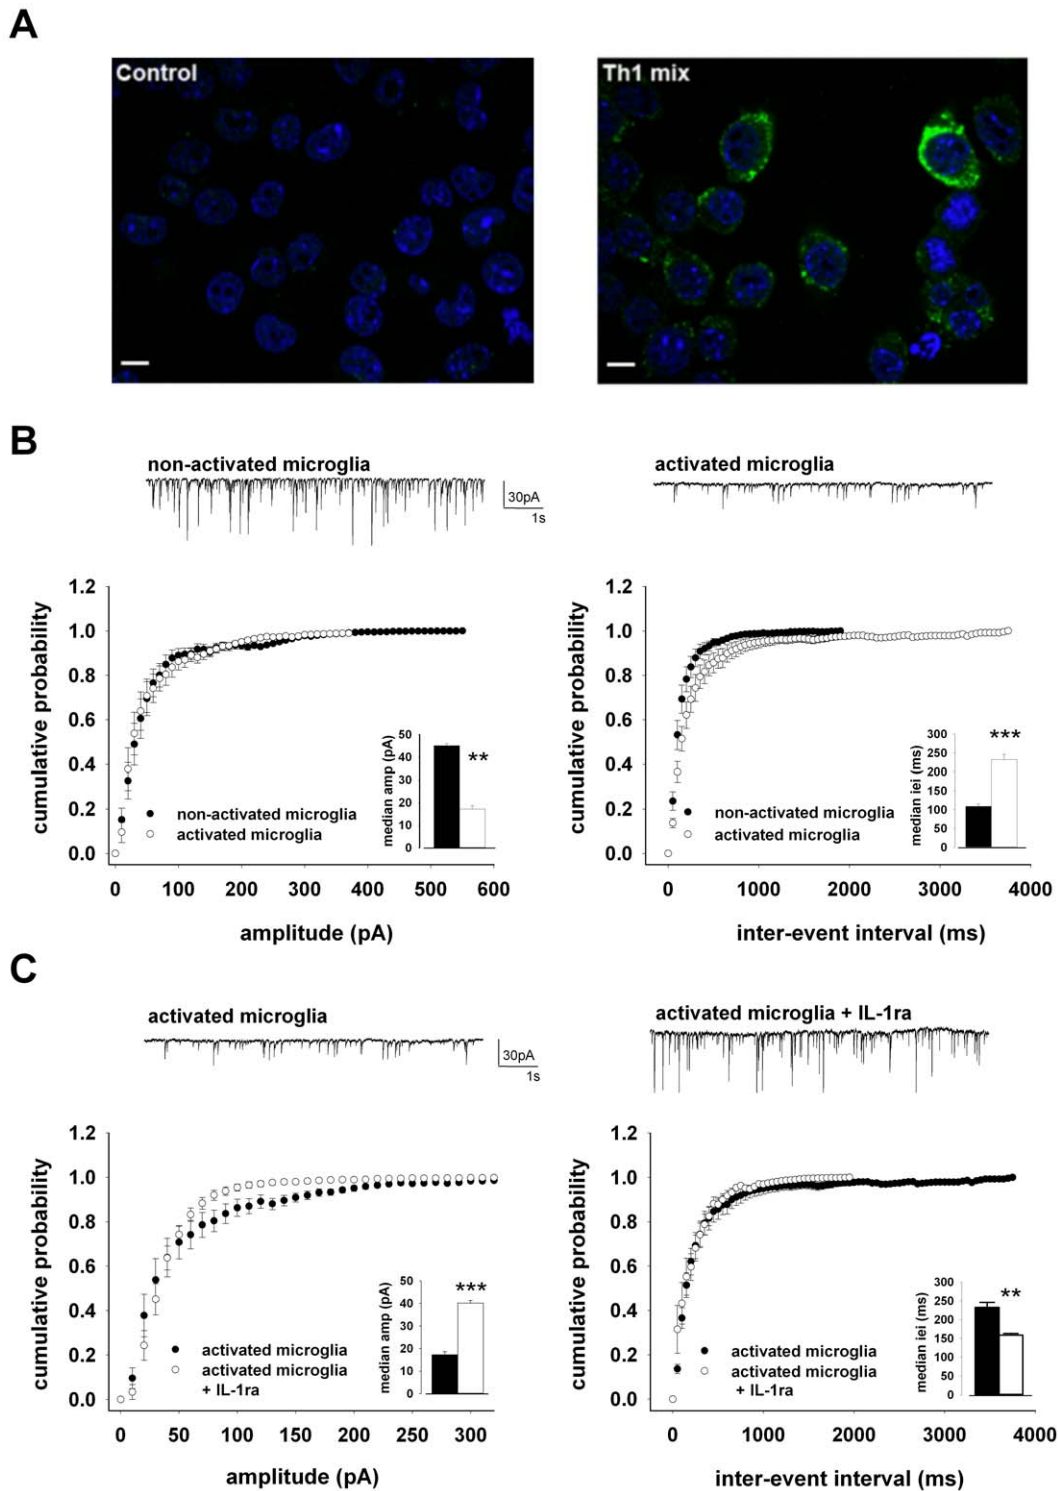 A
Control
Th1 mix
B
non-activated microglia
30pA
1s
activated microglia
1.2
1.0
0.8
0.6
0.4
0.2
0.0
cumulative probability
50
40
30
20
10
0
median amp (pA)
**
non-activated microglia
activated microglia
0 100 200 300 400 500 600
amplitude (pA)
1.2
1.0
0.8
0.6
0.4
0.2
0.0
cumulative probability
300
250
200
150
100
50
0
median iei (ms)
***
non-activated microglia
activated microglia
0 1000 2000 3000 4000
inter-event interval (ms)
C
activated microglia
30pA
1s
activated microglia + IL-1ra
1.2
1.0
0.8
0.6
0.4
0.2
0.0
cumulative probability
50
40
30
20
10
0
median amp (pA)
***
activated microglia
activated microglia
+ IL-1ra
0 50 100 150 200 250 300
amplitude (pA)
1.2
1.0
0.8
0.6
0.4
0.2
0.0
cumulative probability
300
250
200
150
100
50
0
median iei (ms)
**
activated microglia
activated microglia
+ IL-1ra
0 1000 2000 3000 4000
inter-event interval (ms)